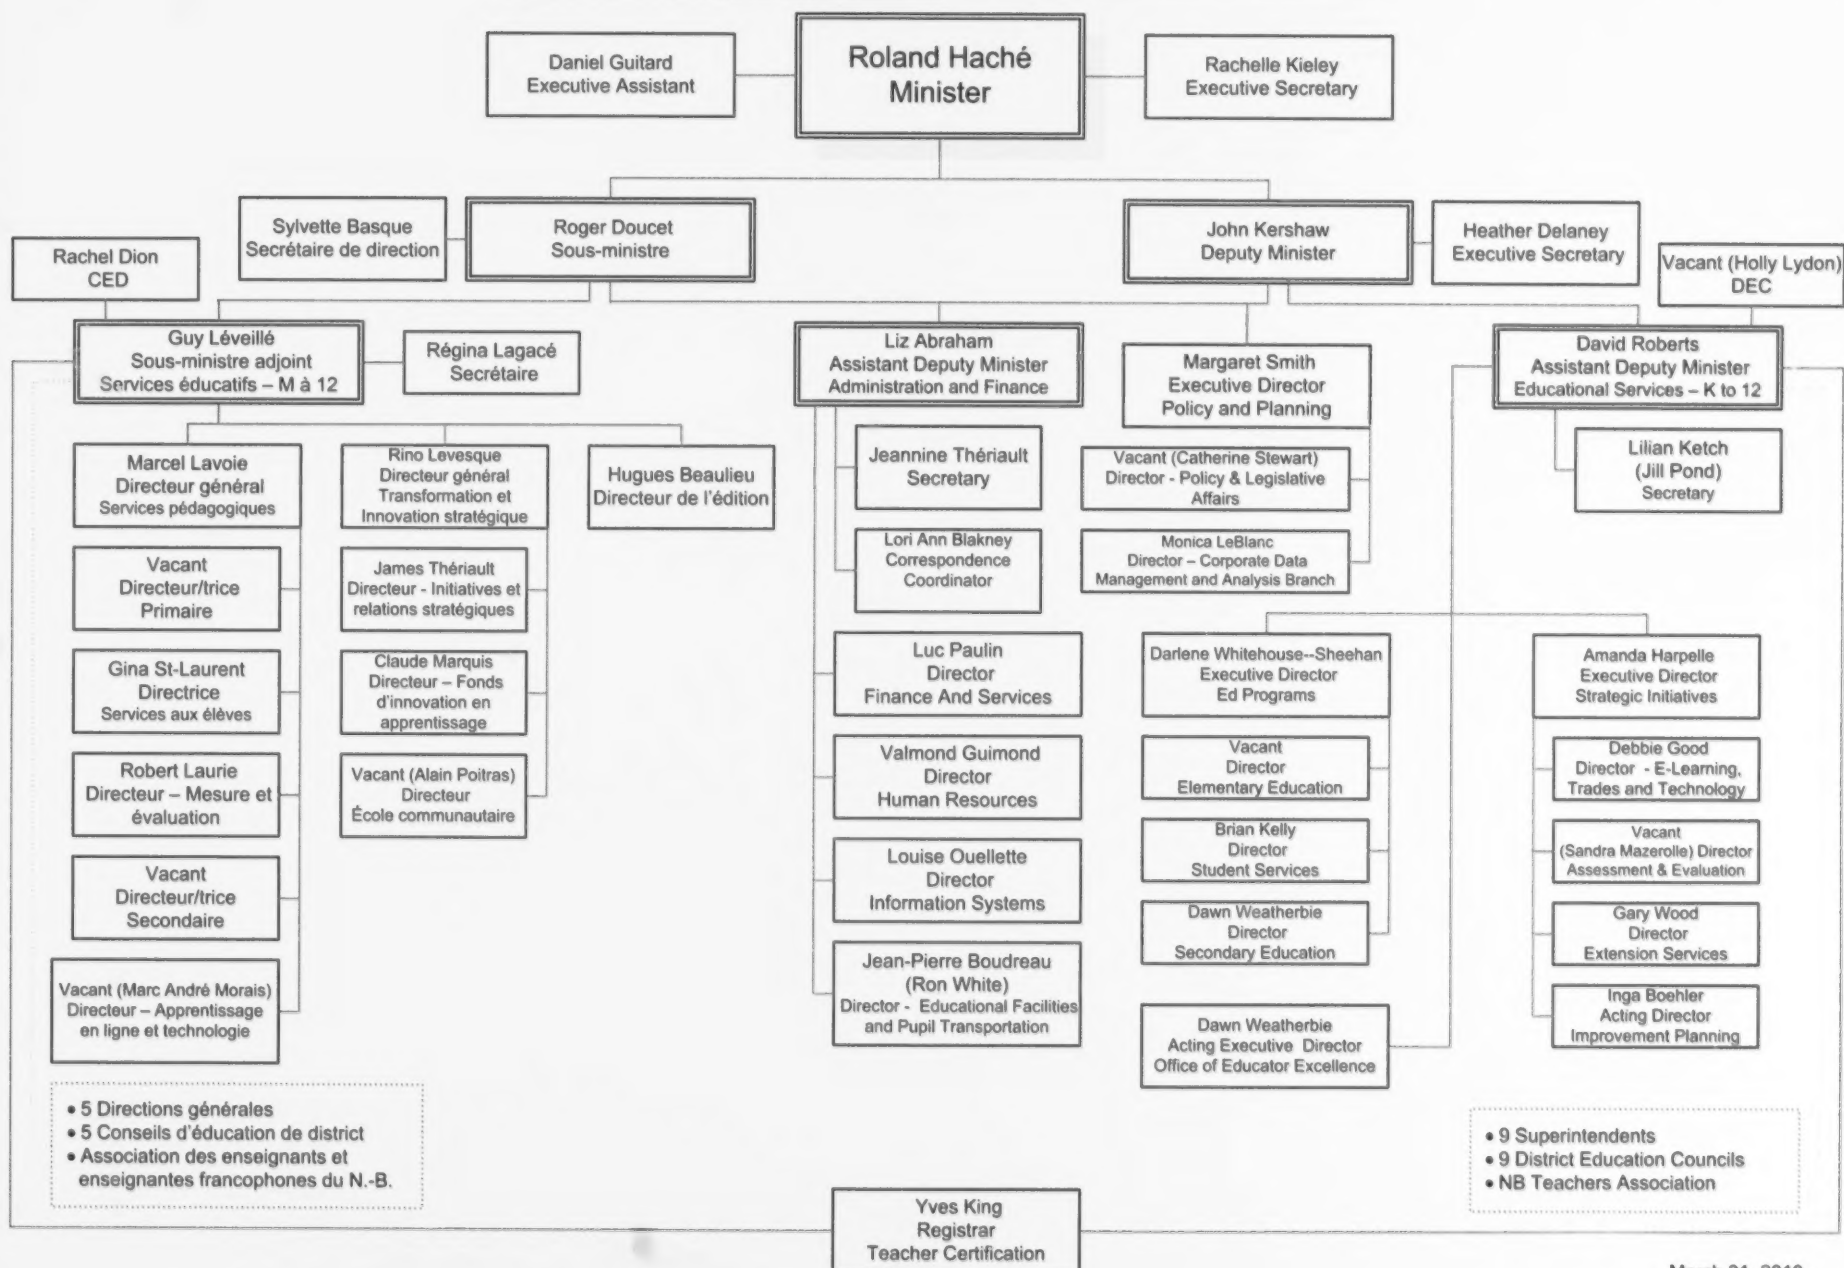 Roland Haché
Minister
Daniel Guitard
Executive Assistant
Rachelle Kieley
Executive Secretary
Sylvette Basque
Secrétaire de direction
Roger Doucet
Sous-ministre
John Kershaw
Deputy Minister
Heather Delaney
Executive Secretary
Rachel Dion
CED
Vacant (Holly Lydon)
DEC
Guy Léveillé
Sous-ministre adjoint
Services éducatifs – M à 12
Régina Lagacé
Secrétaire
Liz Abraham
Assistant Deputy Minister
Administration and Finance
Margaret Smith
Executive Director
Policy and Planning
David Roberts
Assistant Deputy Minister
Educational Services – K to 12
Marcel Lavoie
Directeur général
Services pédagogiques
Rino Levesque
Directeur général
Transformation et
Innovation stratégique
Hugues Beaulieu
Directeur de l'édition
Jeannine Thériault
Secretary
Vacant (Catherine Stewart)
Director - Policy & Legislative
Affairs
Lilian Ketch
(Jill Pond)
Secretary
Vacant
Directeur/trice
Primaire
James Thériault
Directeur - Initiatives et
relations stratégiques
Lori Ann Blakney
Correspondence
Coordinator
Monica LeBlanc
Director – Corporate Data
Management and Analysis Branch
Gina St-Laurent
Directrice
Services aux élèves
Claude Marquis
Directeur – Fonds
d'innovation en
apprentissage
Luc Paulin
Director
Finance And Services
Darlene Whitehouse--Sheehan
Executive Director
Ed Programs
Amanda Harpelle
Executive Director
Strategic Initiatives
Robert Laurie
Directeur – Mesure et
évaluation
Vacant (Alain Poitras)
Directeur
École communautaire
Valmond Guimond
Director
Human Resources
Vacant
Director
Elementary Education
Debbie Good
Director - E-Learning,
Trades and Technology
Vacant
Directeur/trice
Secondaire
Louise Ouellette
Director
Information Systems
Brian Kelly
Director
Student Services
Vacant
(Sandra Mazerolle) Director
Assessment & Evaluation
Vacant (Marc André Morais)
Directeur – Apprentissage
en ligne et technologie
Jean-Pierre Boudreau
(Ron White)
Director - Educational Facilities
and Pupil Transportation
Dawn Weatherbie
Director
Secondary Education
Gary Wood
Director
Extension Services
Dawn Weatherbie
Acting Executive Director
Office of Educator Excellence
Inga Boehler
Acting Director
Improvement Planning
• 5 Directions générales
• 5 Conseils d'éducation de district
• Association des enseignants et
enseignantes francophones du N.-B.
• 9 Superintendents
• 9 District Education Councils
• NB Teachers Association
Yves King
Registrar
Teacher Certification